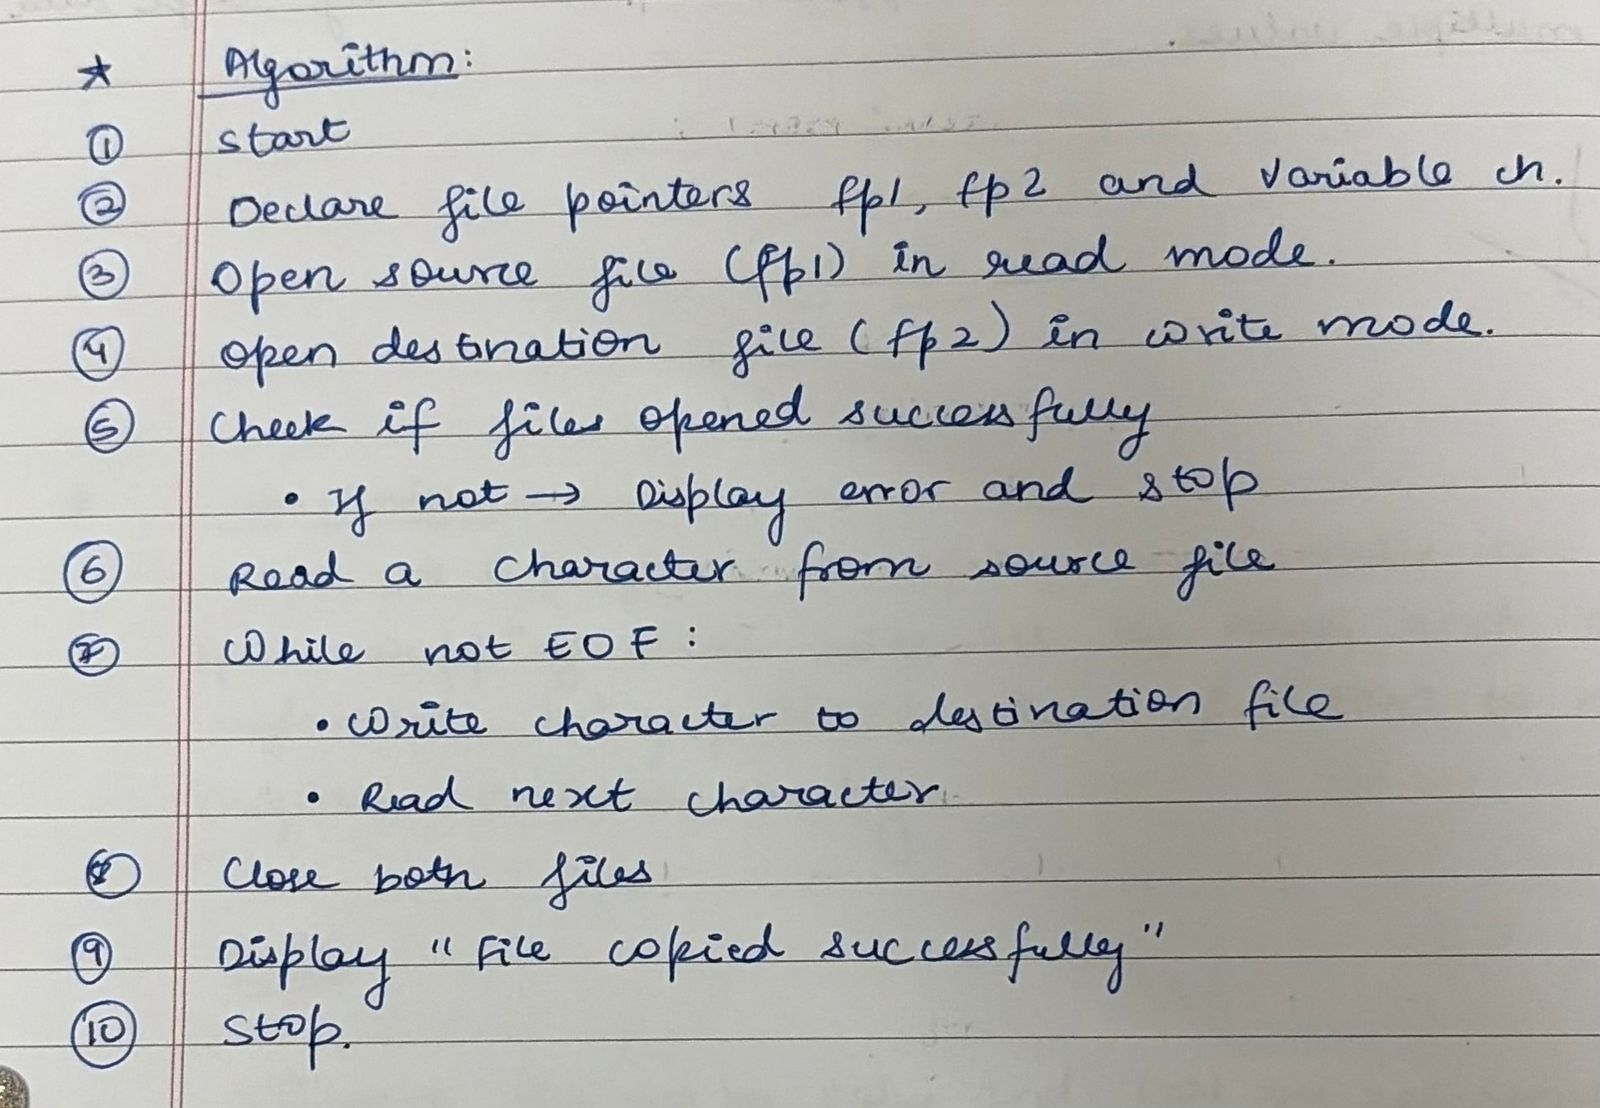 ★ Algorithm:
① start
② Declare file pointers fp1, fp2 and variable ch.
③ Open source file (fp1) in read mode.
④ Open destination file (fp2) in write mode.
⑤ Check if files opened successfully
• If not → Display error and stop
⑥ Read a character from source file
⑦ While not EOF:
• Write character to destination file
• Read next character
⑧ Close both files
⑨ Display "File copied successfully"
⑩ Stop.